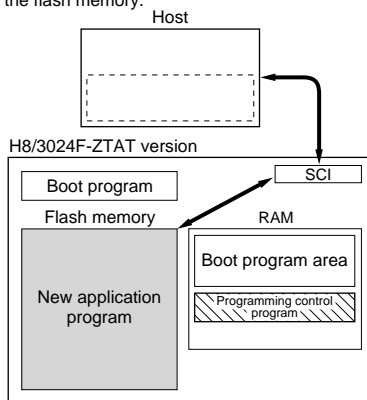 the flash memory.
Host
H8/3024F-ZTAT version
SCI
Boot program
Flash memory
RAM
Boot program area
New application
program
Programming control
program